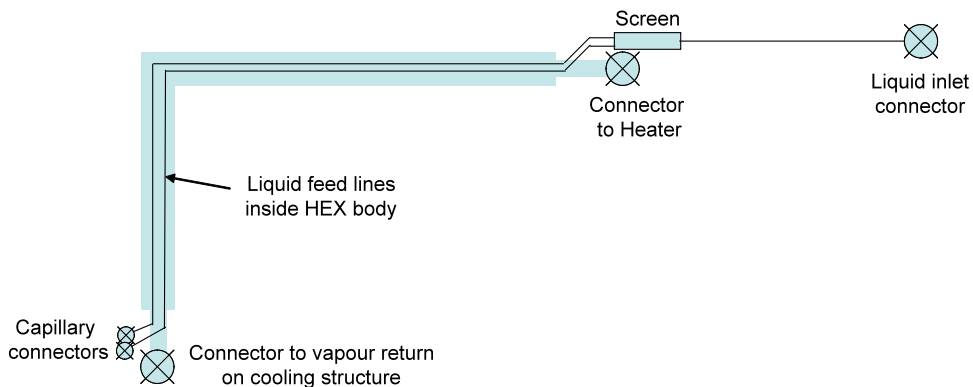 Screen
Liquid inlet
connector
Connector
to Heater
Liquid feed lines
inside HEX body
Capillary
connectors
Connector to vapour return
on cooling structure